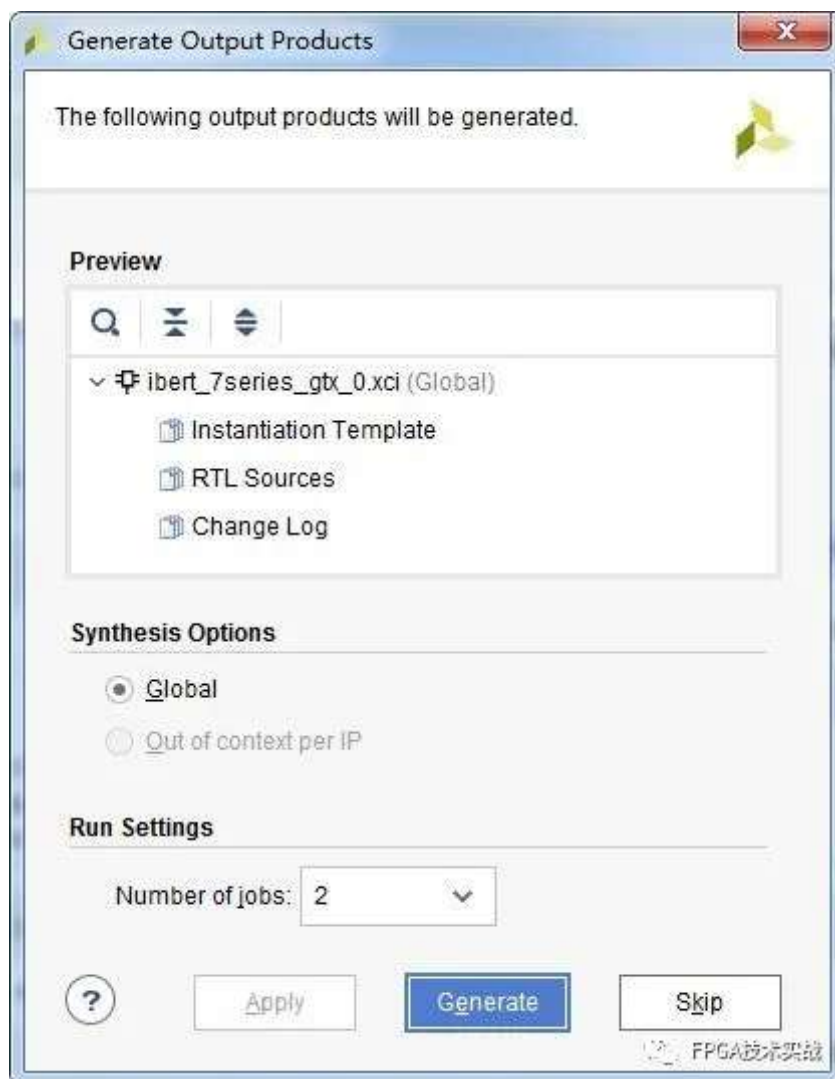 Generate Output Products
The following output products will be generated.
Preview
ibert_7series_gtx_0.xci (Global)
Instantiation Template
RTL Sources
Change Log
Synthesis Options
Global
Out of context per IP
Run Settings
Number of jobs: 2
? Apply Generate Skip
FPGA技术实战